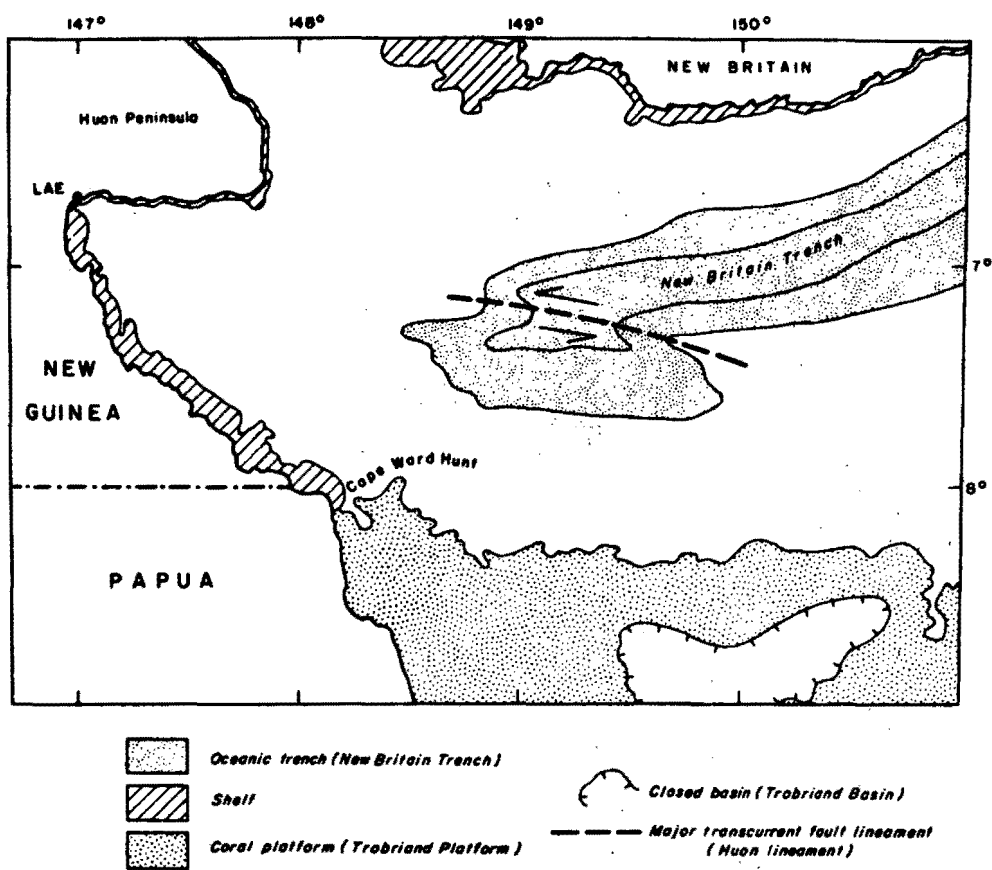 147° 148° 149° 150°
NEW BRITAIN
Huon Peninsula
LAE
New Britain Trench
7°
NEW
GUINEA
Cape Ward Hunt
8°
PAPUA
Oceanic trench (New Britain Trench)
Shelf
Coral platform (Trobriand Platform)
Closed basin (Trobriand Basin)
Major transcurrent fault lineament
(Huon lineament)